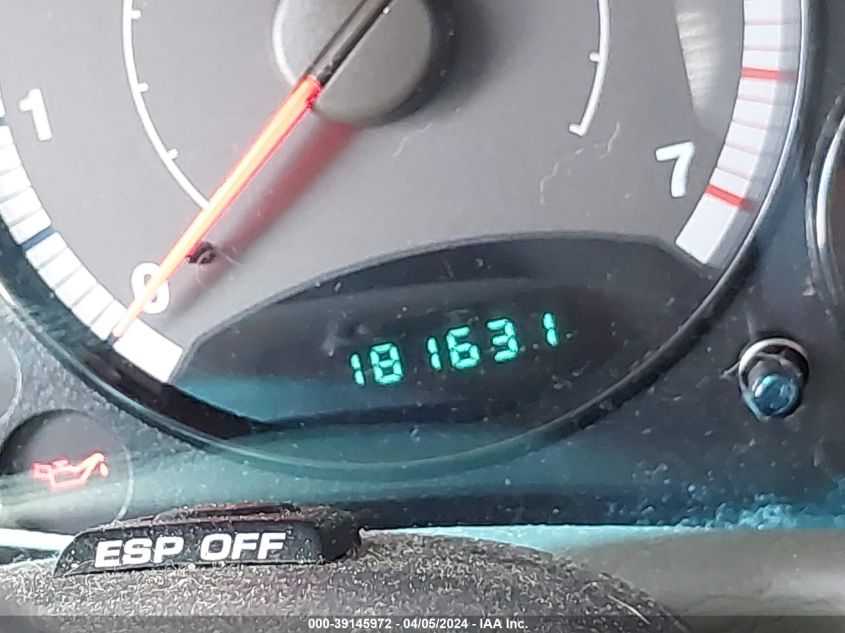 1
7
0
181631
ESP OFF
000-39145972 - 04/05/2024 - IAA Inc.